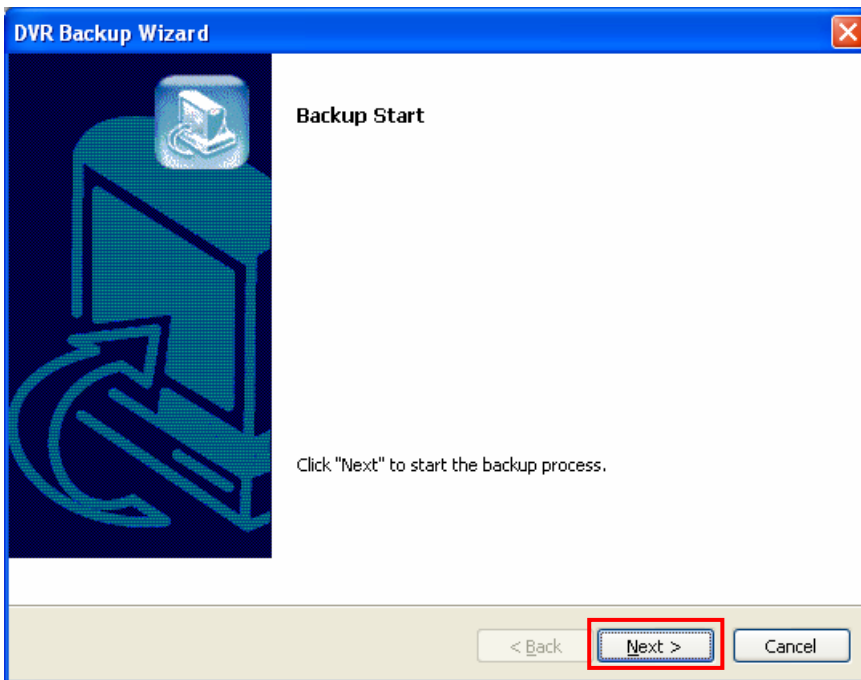 DVR Backup Wizard
Backup Start
Click "Next" to start the backup process.
< Back
Next >
Cancel